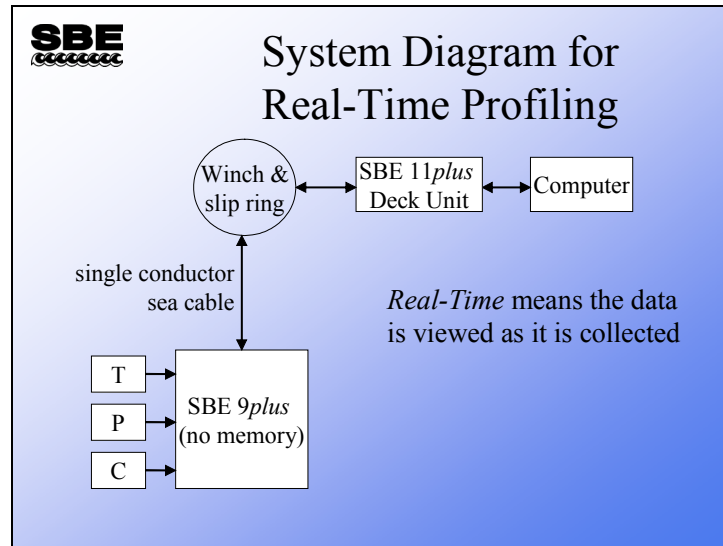 SBE
System Diagram for
Real-Time Profiling
Winch &
slip ring
SBE 11plus
Deck Unit
Computer
single conductor
sea cable
Real-Time means the data
is viewed as it is collected
T
P
C
SBE 9plus
(no memory)